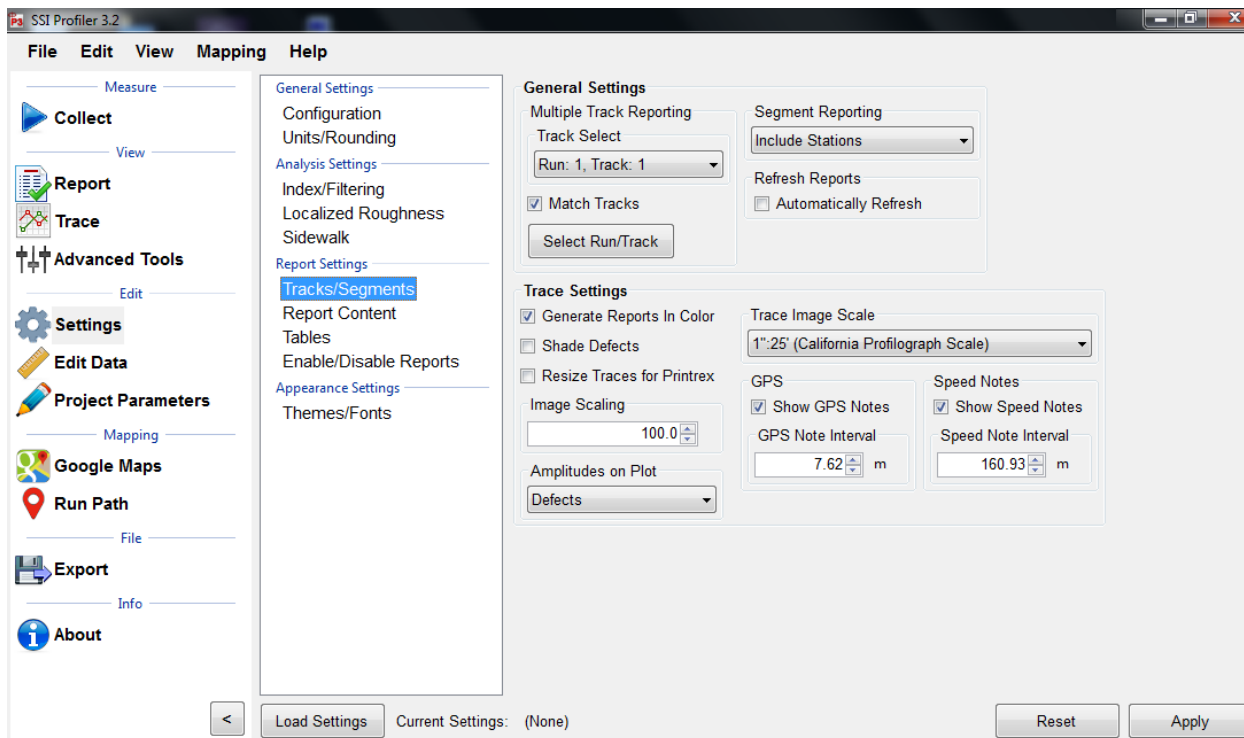 P3 SSI Profiler 3.2
File Edit View Mapping Help
Measure
Collect
View
Report
Trace
Advanced Tools
Edit
Settings
Edit Data
Project Parameters
Mapping
Google Maps
Run Path
File
Export
Info
About
<
General Settings
Configuration
Units/Rounding
Analysis Settings
Index/Filtering
Localized Roughness
Sidewalk
Report Settings
Tracks/Segments
Report Content
Tables
Enable/Disable Reports
Appearance Settings
Themes/Fonts
General Settings
Multiple Track Reporting
Track Select
Run: 1, Track: 1
Match Tracks
Select Run/Track
Segment Reporting
Include Stations
Refresh Reports
Automatically Refresh
Trace Settings
Generate Reports In Color
Shade Defects
Resize Traces for Printrex
Image Scaling
100.0
Amplitudes on Plot
Defects
Trace Image Scale
1":25' (California Profilograph Scale)
GPS
Show GPS Notes
GPS Note Interval
7.62 m
Speed Notes
Show Speed Notes
Speed Note Interval
160.93 m
Load Settings Current Settings: (None) Reset Apply